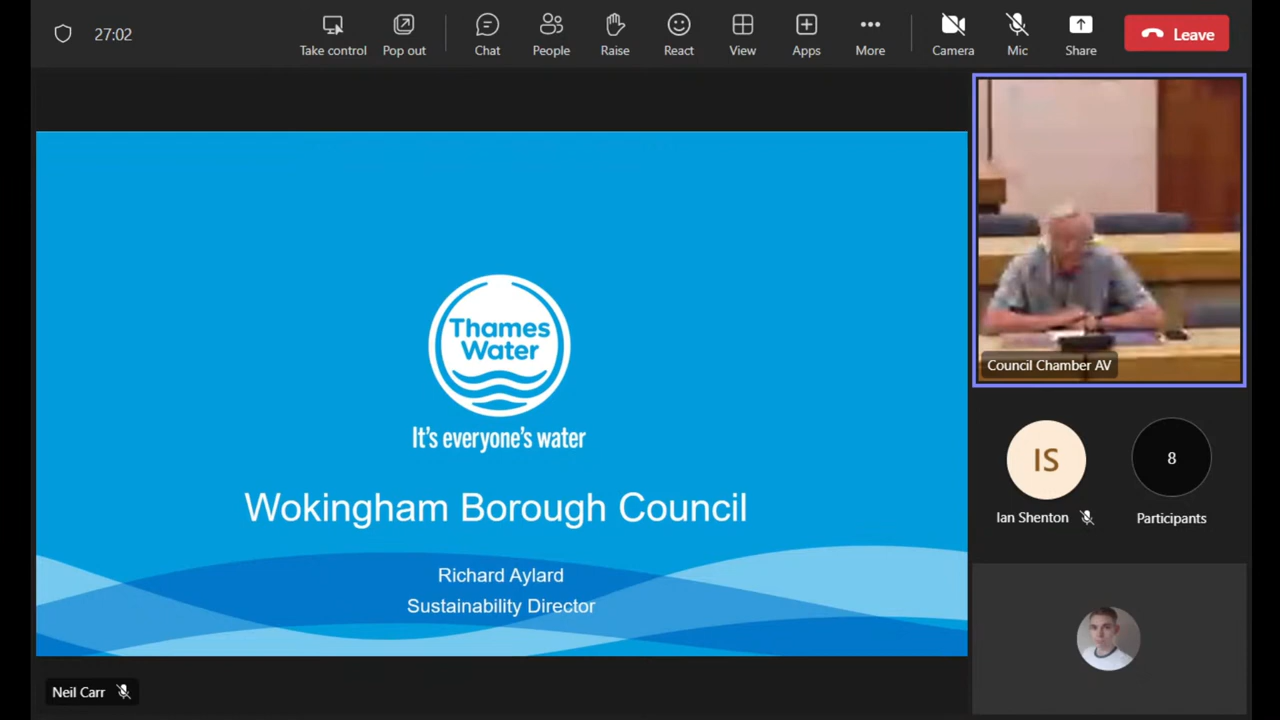 27:02
Take control
Pop out
Chat
People
Raise
React
View
Apps
More
Camera
Mic
Share
Leave
Thames
Water
It's everyone's water
Wokingham Borough Council
Richard Aylard
Sustainability Director
Council Chamber AV
IS
8
Ian Shenton
Participants
Neil Carr